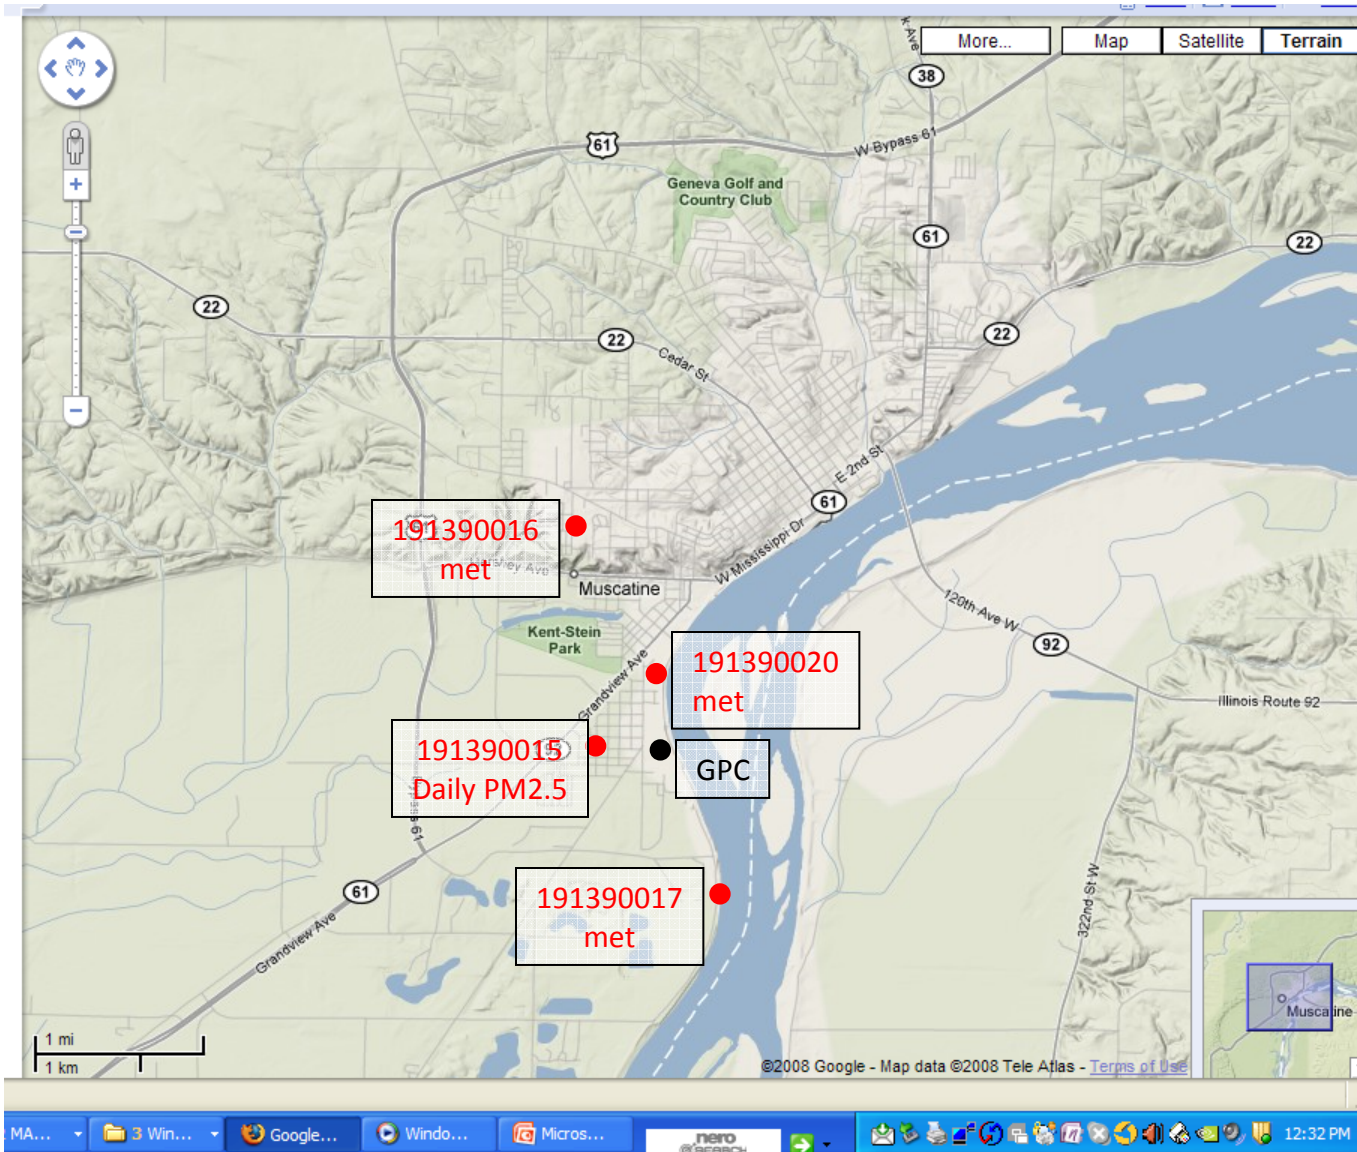 More...
Map
Satellite
Terrain
38
61
W Bypass 61
Geneva Golf and
Country Club
61
22
22
22
22
Cedar St
E 2nd St
61
W Mississippi Dr
191390016
met
Muscatine
120th Ave W
92
Kent-Stein
Park
Grandview Ave
191390020
met
Illinois Route 92
191390015
Daily PM2.5
GPC
61
191390017
met
322nd St W
Grandview Ave
Muscatine
1 mi
1 km
©2008 Google - Map data ©2008 Tele Atlas - Terms of Use
MA...
3 Win...
Google...
Windo...
Micros...
nero
SEARCH
12:32 PM